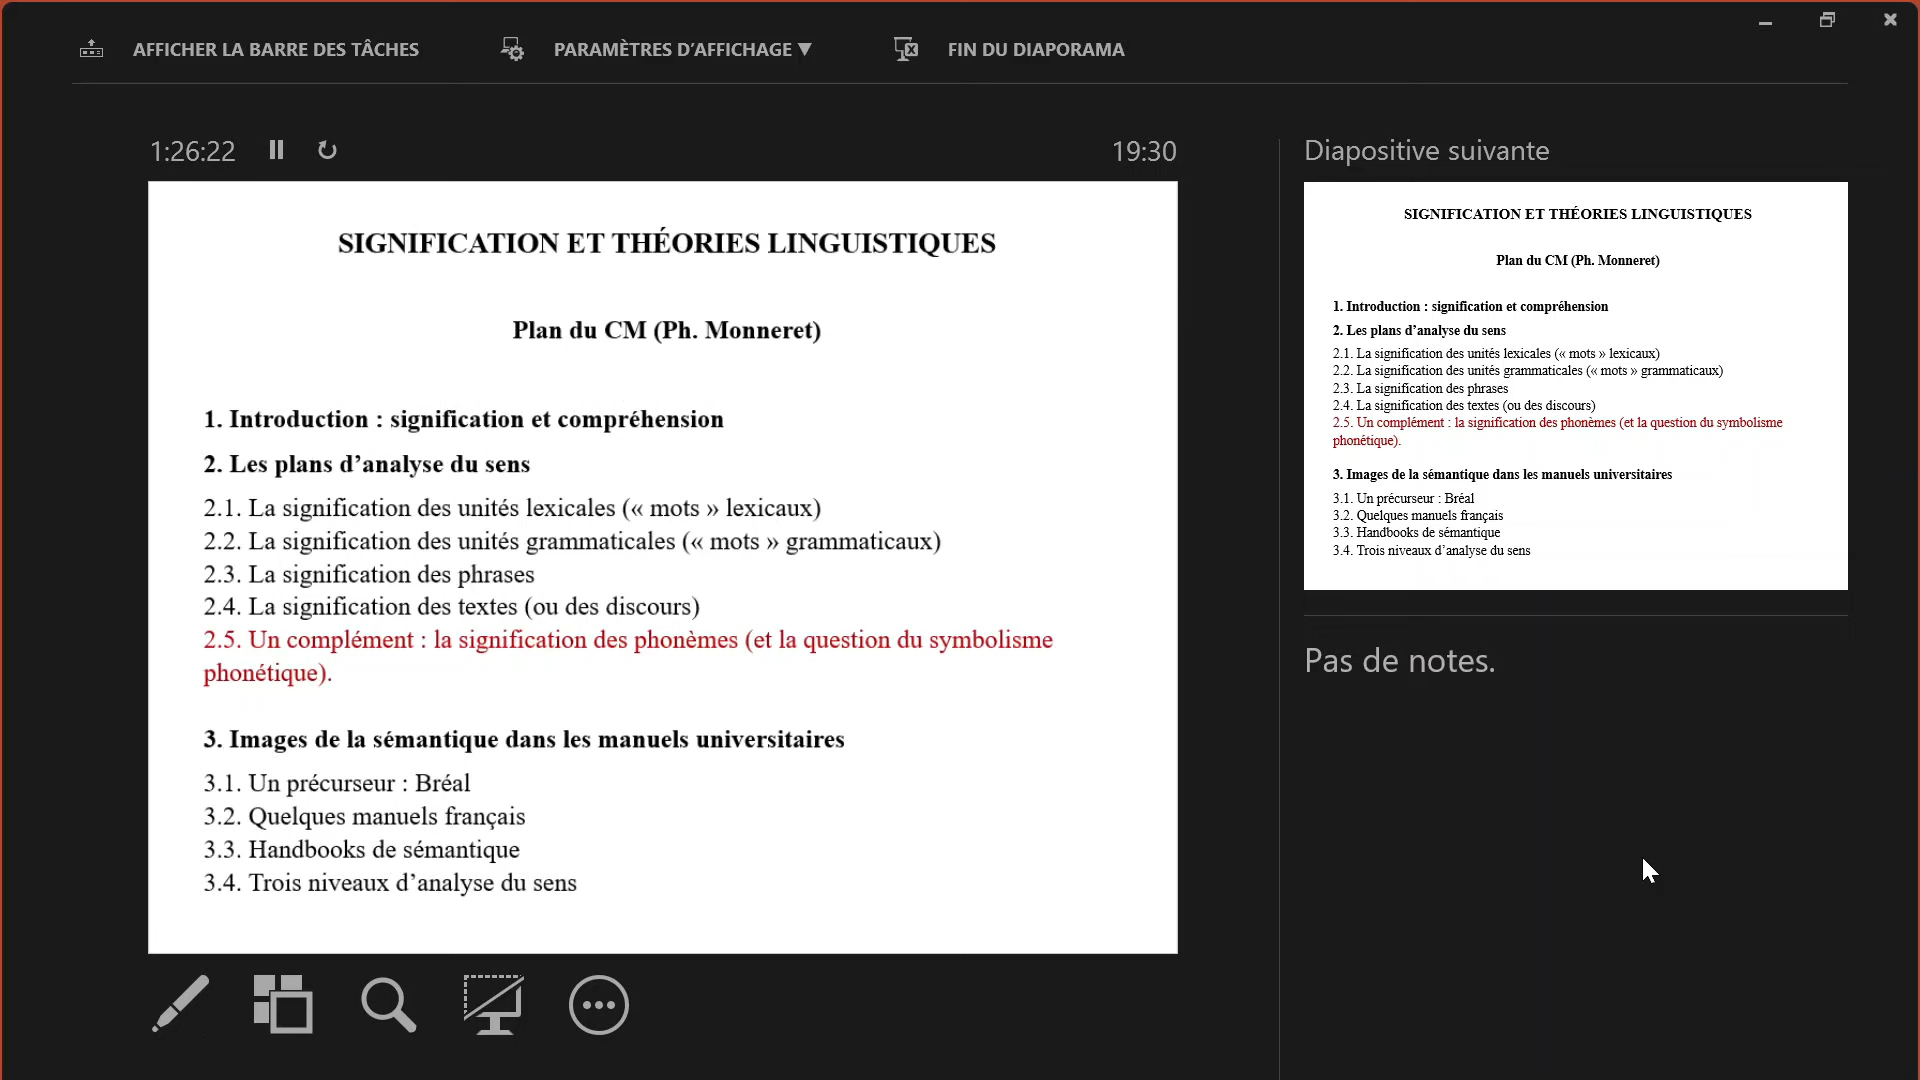 AFFICHER LA BARRE DES TÂCHES
PARAMÈTRES D'AFFICHAGE ▼
FIN DU DIAPORAMA
1:26:22
19:30
SIGNIFICATION ET THÉORIES LINGUISTIQUES
Plan du CM (Ph. Monneret)
1. Introduction : signification et compréhension
2. Les plans d’analyse du sens
2.1. La signification des unités lexicales (« mots » lexicaux)
2.2. La signification des unités grammaticales (« mots » grammaticaux)
2.3. La signification des phrases
2.4. La signification des textes (ou des discours)
2.5. Un complément : la signification des phonèmes (et la question du symbolisme
phonétique).
3. Images de la sémantique dans les manuels universitaires
3.1. Un précurseur : Bréal
3.2. Quelques manuels français
3.3. Handbooks de sémantique
3.4. Trois niveaux d’analyse du sens
Diapositive suivante
SIGNIFICATION ET THÉORIES LINGUISTIQUES
Plan du CM (Ph. Monneret)
1. Introduction : signification et compréhension
2. Les plans d’analyse du sens
2.1. La signification des unités lexicales (« mots » lexicaux)
2.2. La signification des unités grammaticales (« mots » grammaticaux)
2.3. La signification des phrases
2.4. La signification des textes (ou des discours)
2.5. Un complément : la signification des phonèmes (et la question du symbolisme
phonétique).
3. Images de la sémantique dans les manuels universitaires
3.1. Un précurseur : Bréal
3.2. Quelques manuels français
3.3. Handbooks de sémantique
3.4. Trois niveaux d’analyse du sens
Pas de notes.